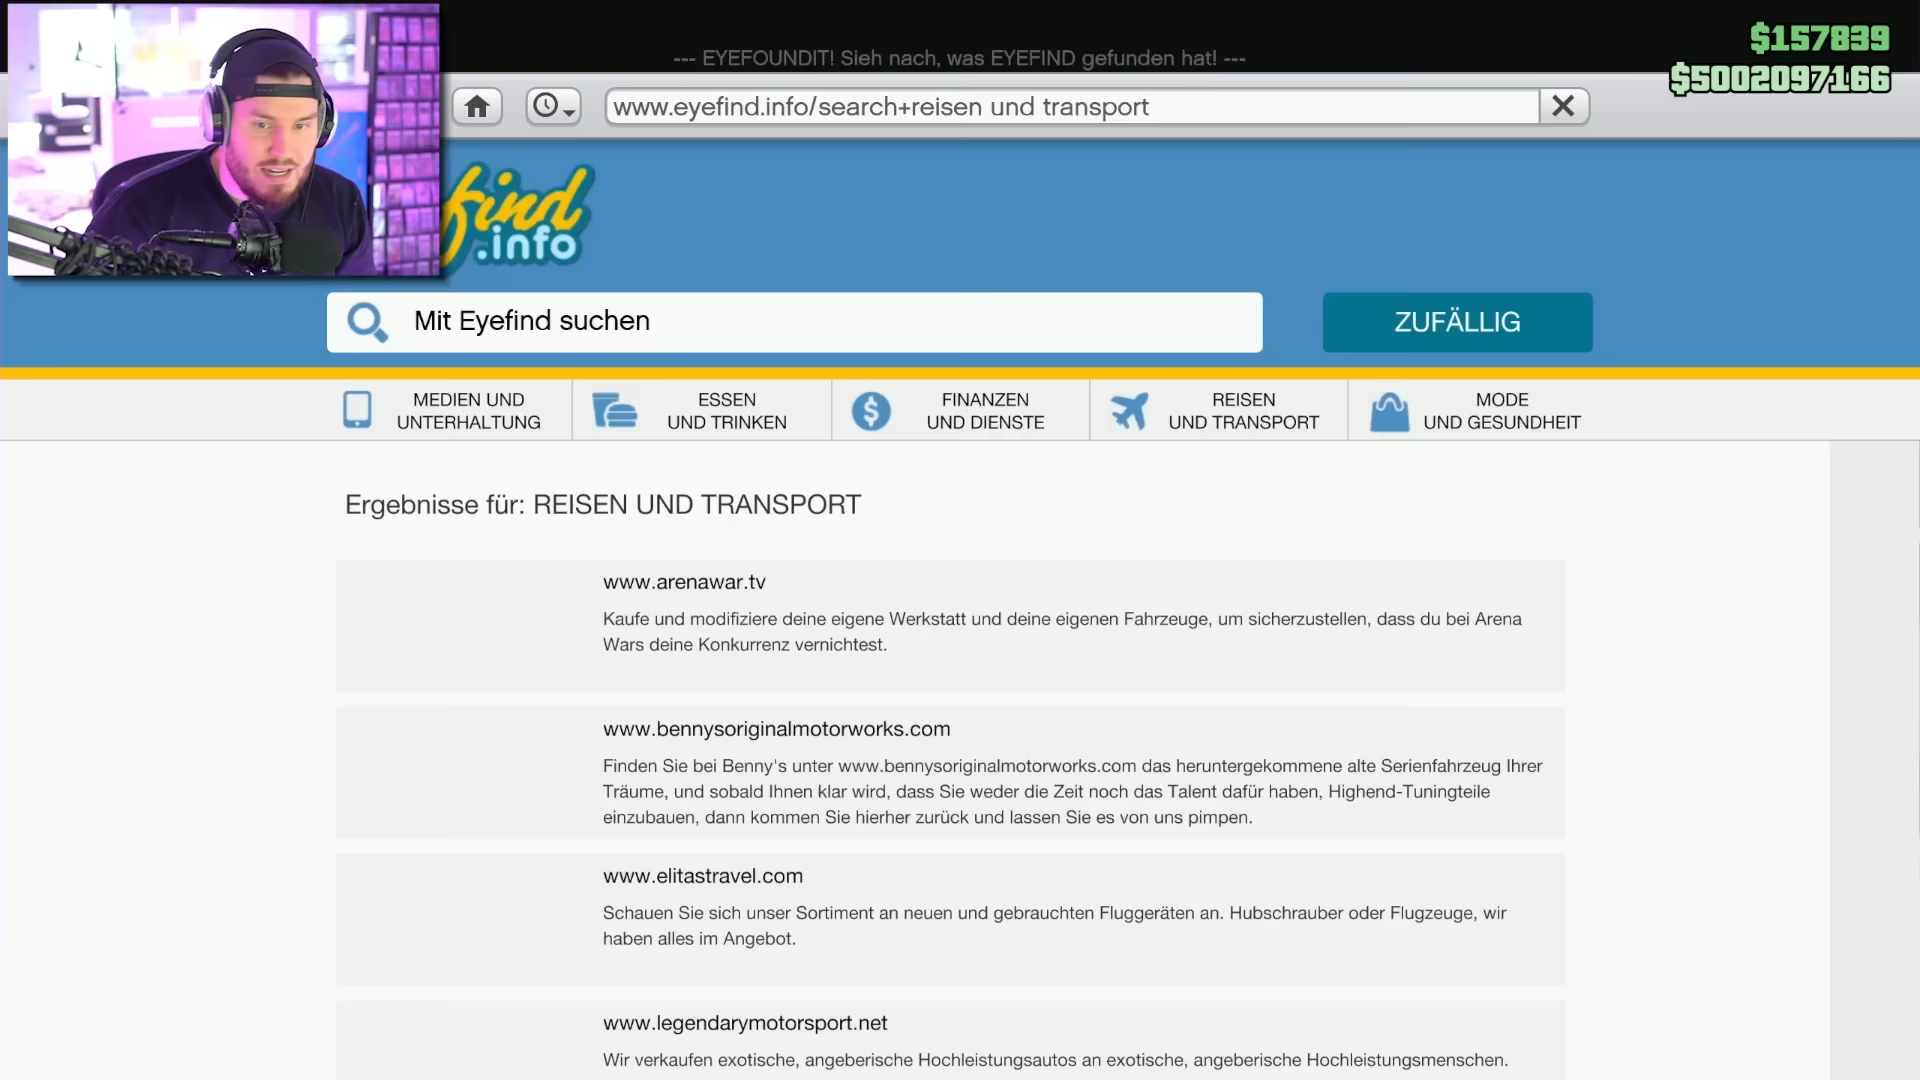 $157839
--- EYEFOUNDIT! Sieh nach, was EYEFIND gefunden hat! ---
$5002097166
www.eyefind.info/search+reisen und transport
find
.info
Mit Eyefind suchen
ZUFÄLLIG
MEDIEN UND
UNTERHALTUNG
ESSEN
UND TRINKEN
FINANZEN
UND DIENSTE
REISEN
UND TRANSPORT
MODE
UND GESUNDHEIT
Ergebnisse für: REISEN UND TRANSPORT
www.arenawar.tv
Kaufe und modifiziere deine eigene Werkstatt und deine eigenen Fahrzeuge, um sicherzustellen, dass du bei Arena
Wars deine Konkurrenz vernichtest.
www.bennysoriginalmotorworks.com
Finden Sie bei Benny's unter www.bennysoriginalmotorworks.com das heruntergekommene alte Serienfahrzeug Ihrer
Träume, und sobald Ihnen klar wird, dass Sie weder die Zeit noch das Talent dafür haben, Highend-Tuningteile
einzubauen, dann kommen Sie hierher zurück und lassen Sie es von uns pimpen.
www.elitastravel.com
Schauen Sie sich unser Sortiment an neuen und gebrauchten Fluggeräten an. Hubschrauber oder Flugzeuge, wir
haben alles im Angebot.
www.legendarymotorsport.net
Wir verkaufen exotische, angeberische Hochleistungsautos an exotische, angeberische Hochleistungsmenschen.